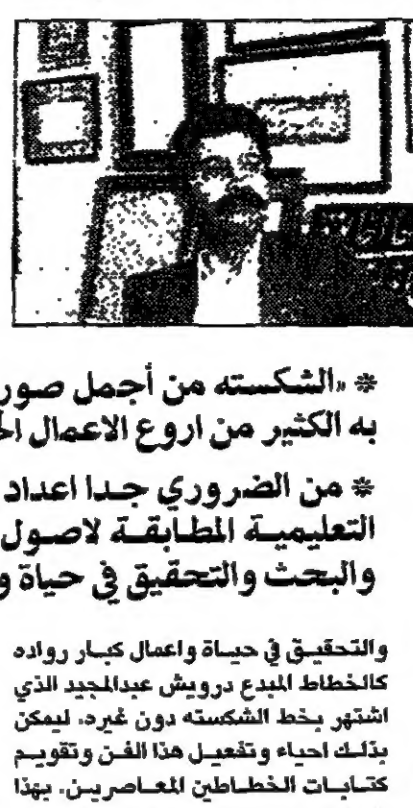 * «الشكسته من أجمل صور
به الكثير من اروع الاعمال
* من الضروري جدا اعداد
التعليمية المطابقة لاصول
والبحث والتحقيق في حياة و
والتحقيق في حياة واعمال كبار رواده
كالخطاط المبدع درويش عبدالمجيد الذي
اشتهر بخط الشكسته دون غيره. ليمكن
بذلك احياء وتفعيل هذا الفن وتقويم
كتابات الخطاطين المعاصرين. بهذا